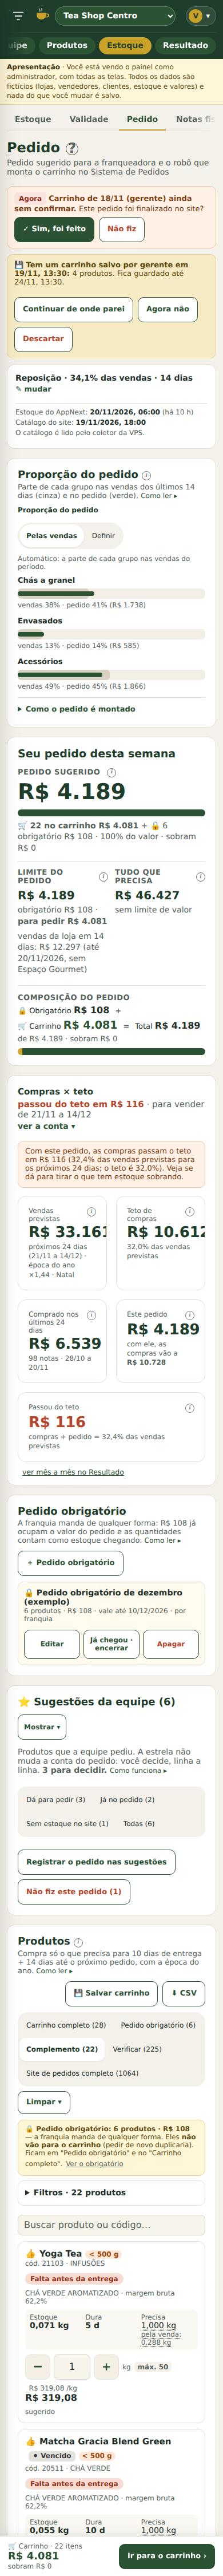 Tea Shop Centro
V
uipe Produtos Estoque Resultado
Apresentação · Você está vendo o painel como
administrador, com todas as telas. Todos os dados são
fictícios (lojas, vendedores, clientes, estoque e valores) e
nada do que você mudar é salvo.
Estoque Validade Pedido Notas fis
Pedido ?
Pedido sugerido para a franqueadora e o robô que
monta o carrinho no Sistema de Pedidos
Agora Carrinho de 18/11 (gerente) ainda
sem confirmar. Este pedido foi finalizado no site?
✓ Sim, foi feito Não fiz
💾 Tem um carrinho salvo por gerente em
19/11, 13:30: 4 produtos. Fica guardado até
24/11, 13:30.
Continuar de onde parei Agora não
Descartar
Reposição · 34,1% das vendas · 14 dias
✎ mudar
Estoque do AppNext: 20/11/2026, 06:00 (há 10 h)
Catálogo do site: 19/11/2026, 18:00
O catálogo é lido pelo coletor da VPS.
Proporção do pedido i
Parte de cada grupo nas vendas dos últimos 14
dias (cinza) e no pedido (verde). Como ler ▸
Proporção do pedido
Pelas vendas Definir
Automático: a parte de cada grupo nas vendas do
período.
Chás a granel
vendas 38% · pedido 41% (R$ 1.738)
Envasados
vendas 13% · pedido 14% (R$ 585)
Acessórios
vendas 49% · pedido 45% (R$ 1.866)
▸ Como o pedido é montado
Seu pedido desta semana
PEDIDO SUGERIDO i
R$ 4.189
🛒 22 no carrinho R$ 4.081 + 🔒 6
obrigatório R$ 108 · 100% do valor · sobram
R$ 0
LIMITE DO
PEDIDO i
R$ 4.189
obrigatório R$ 108 ·
para pedir R$ 4.081
vendas da loja em 14
dias: R$ 12.297 (até
20/11/2026, sem
Espaço Gourmet)
TUDO QUE
PRECISA i
R$ 46.427
sem limite de valor
COMPOSIÇÃO DO PEDIDO
🔒 Obrigatório R$ 108 +
🛒 Carrinho R$ 4.081 = Total R$ 4.189
de R$ 4.189 · sobram R$ 0
Compras × teto
passou do teto em R$ 116 · para vender
de 21/11 a 14/12
ver a conta ▾
Com este pedido, as compras passam o teto
em R$ 116 (32,4% das vendas previstas para
os próximos 24 dias; o teto é 32,0%). Veja se
dá para tirar o que tem estoque sobrando.
Vendas
previstas i
R$ 33.161
próximos 24 dias
(21/11 a 14/12) ·
época do ano
×1,44 · Natal
Teto de
compras i
R$ 10.612
32,0% das vendas
previstas
Comprado nos
últimos 24
dias i
R$ 6.539
98 notas · 28/10 a
20/11
Este pedido i
R$ 4.189
com ele, as
compras vão a
R$ 10.728
Passou do teto i
R$ 116
compras + pedido = 32,4% das vendas
previstas
ver mês a mês no Resultado
Pedido obrigatório
A franquia manda de qualquer forma: R$ 108 já
ocupam o valor do pedido e as quantidades
contam como estoque chegando. Como ler ▸
+ Pedido obrigatório
🔒 Pedido obrigatório de dezembro
(exemplo)
6 produtos · R$ 108 · vale até 10/12/2026 · por
franquia
Editar Já chegou ·
encerrar Apagar
⭐ Sugestões da equipe (6)
Mostrar ▾
Produtos que a equipe pediu. A estrela não
muda a conta do pedido: você decide, linha a
linha. 3 para decidir. Como funciona ▸
Dá para pedir (3) Já no pedido (2)
Sem estoque no site (1) Todas (6)
Registrar o pedido nas sugestões
Não fiz este pedido (1)
Produtos i
Compra só o que precisa para 10 dias de entrega
+ 14 dias até o próximo pedido, com a época do
ano. Como ler ▸
💾 Salvar carrinho ⬇ CSV
Carrinho completo (28) Pedido obrigatório (6)
Complemento (22) Verificar (225)
Site de pedidos completo (1064)
Limpar ▾
🔒 Pedido obrigatório: 6 produtos · R$ 108
— a franquia manda de qualquer forma. Eles não
vão para o carrinho (pedir de novo duplicaria).
Ficam em "Pedido obrigatório" e no "Carrinho
completo". Ver o obrigatório
▸ Filtros · 22 produtos
Buscar produto ou código…
👍 Yoga Tea < 500 g
cód. 21103 · INFUSÕES
Falta antes da entrega
CHÁ VERDE AROMATIZADO · margem bruta
62,2%
Estoque Dura Precisa
0,071 kg 5 d 1,000 kg
pela venda:
0,288 kg
− 1 + kg máx. 50
R$ 319,08 /kg
R$ 319,08
sugerido
👍 Matcha Gracia Blend Green
⚫ Vencido < 500 g
cód. 20511 · CHÁ VERDE
Falta antes da entrega
CHÁ VERDE AROMATIZADO · margem bruta
62,2%
Estoque Dura Precisa
0,055 kg 10 d 1,000 kg
🛒 Carrinho · 22 itens
R$ 4.081
sobram R$ 0
Ir para o carrinho ›